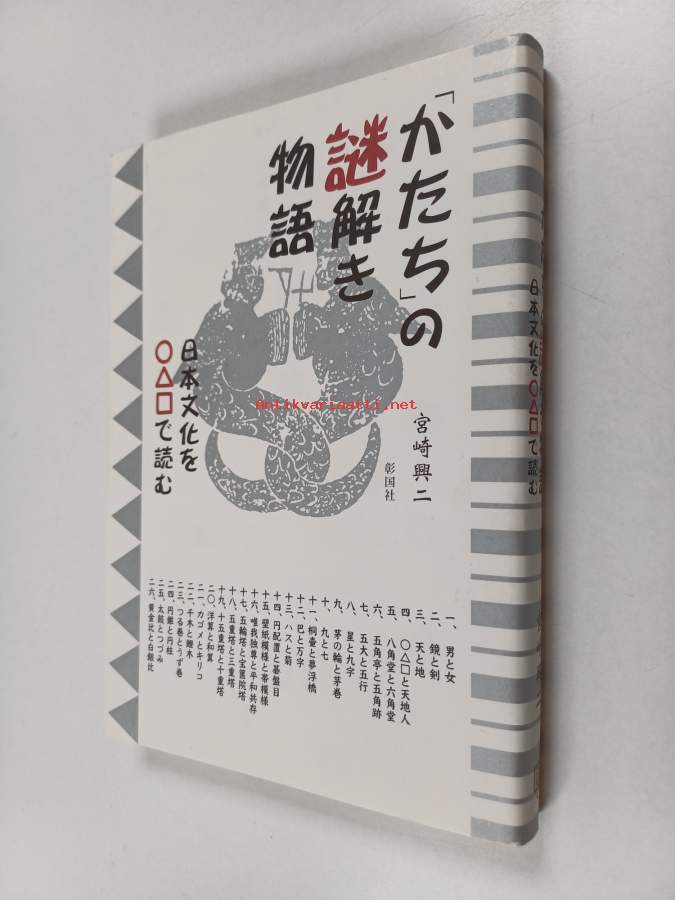 「かたち」の
謎解き
物語
日本文化を
〇△□で読む
宮崎興二
彰国社
antikvariaatti.net
一、男と女
二、鏡と剣
三、天と地
四、〇△□と天地人
五、八角堂と六角堂
六、五角亭と五角跡
七、五大と五行
八、星と九字
九、茅の輪と茅巻
十、九と七
十一、桐壷と夢浮橋
十二、巴と万字
十三、ハスと菊
十四、円配置と碁盤目
十五、壁紙模様と帯模様
十六、唯我独尊と平和共存
十七、五輪塔と宝篋院塔
十八、五重塔と三重塔
十九、十五重塔と十重塔
二〇、洋算と和算
二一、カゴメとキリコ
二二、千木と鰹木
二三、つる巻とうず巻
二四、円錐と円柱
二五、太鼓とつづみ
二六、黄金比と白銀比
日本文化を〇△□で読む